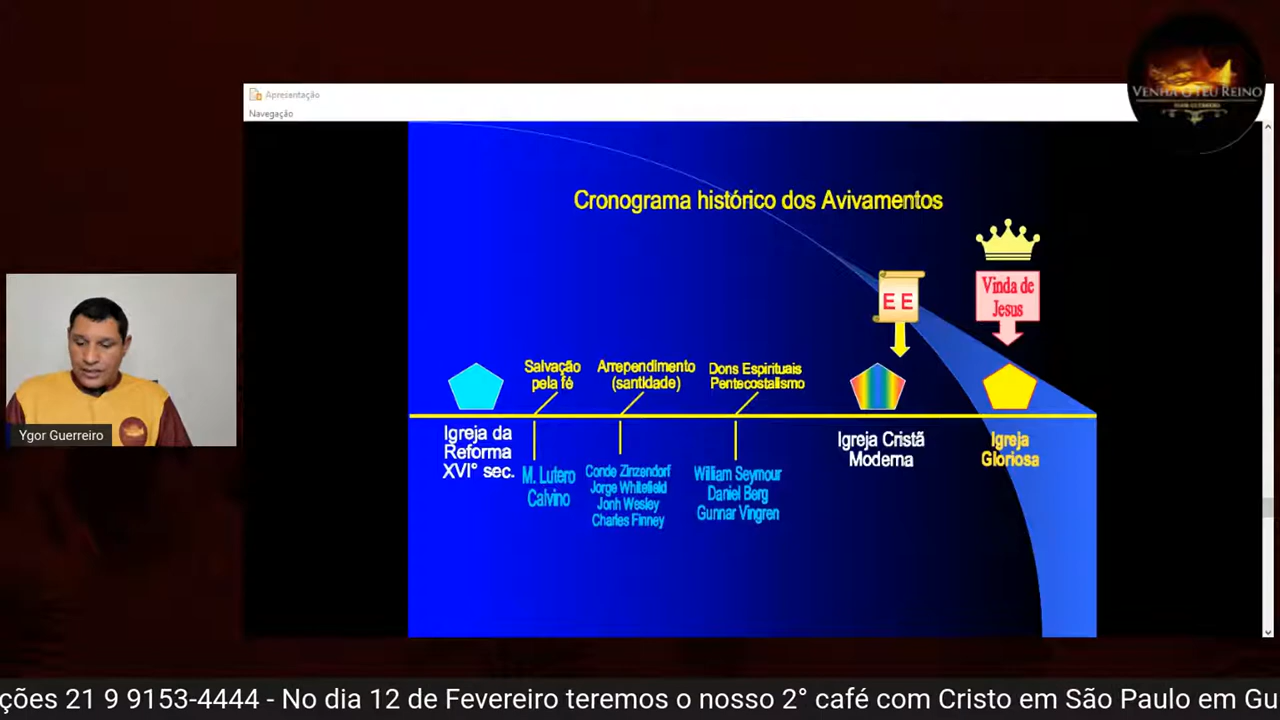 VENHA O TEU REINO
YGOR GUERREIRO
Apresentação
Navegação
Cronograma histórico dos Avivamentos
E E
Vinda de
Jesus
Salvação
pela fé
Arrependimento
(santidade)
Dons Espirituais
Pentecostalismo
Igreja da
Reforma
XVI° sec.
M. Lutero
Calvino
Conde Zinzendorf
Jorge Whitefield
Jonh Wesley
Charles Finney
William Seymour
Daniel Berg
Gunnar Vingren
Igreja Cristã
Moderna
Igreja
Gloriosa
Ygor Guerreiro
ções 21 9 9153-4444 - No dia 12 de Fevereiro teremos o nosso 2° café com Cristo em São Paulo em Gu